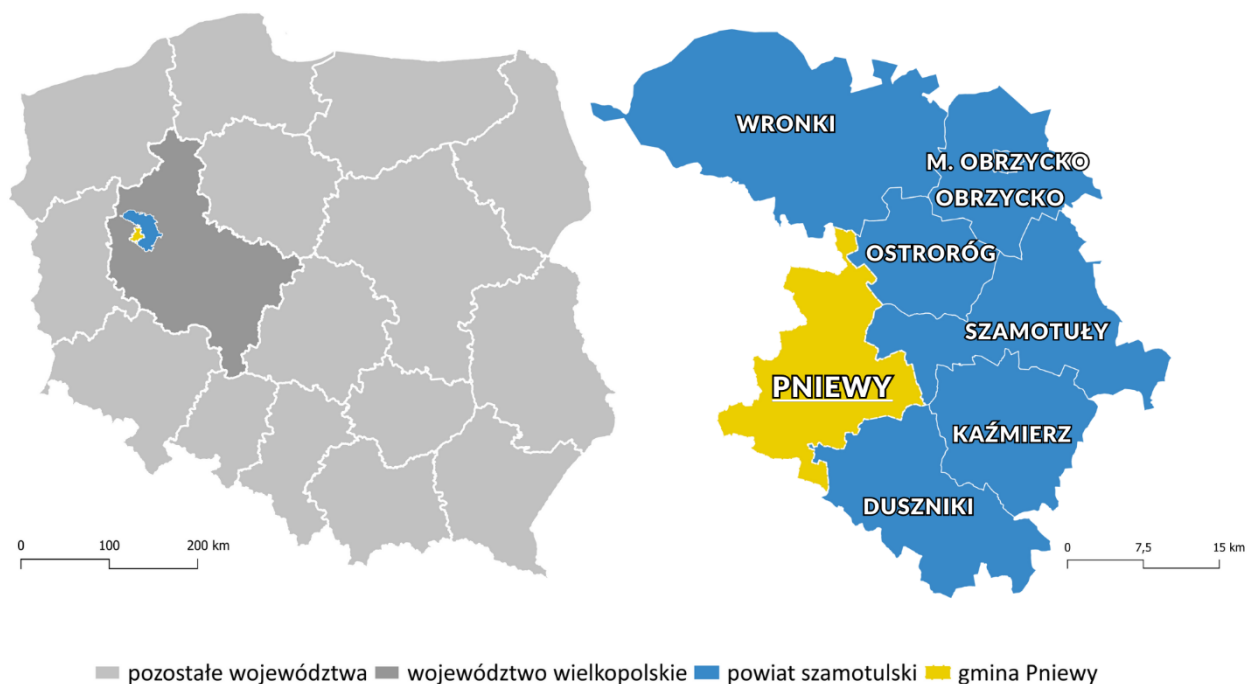 WRONKI
M. OBRZYCKO
OBRZYCKO
OSTRORÓG
SZAMOTUŁY
PNIEWY
KAŹMIERZ
DUSZNIKI
0 100 200 km
0 7,5 15 km
pozostałe województwa województwo wielkopolskie powiat szamotulski gmina Pniewy